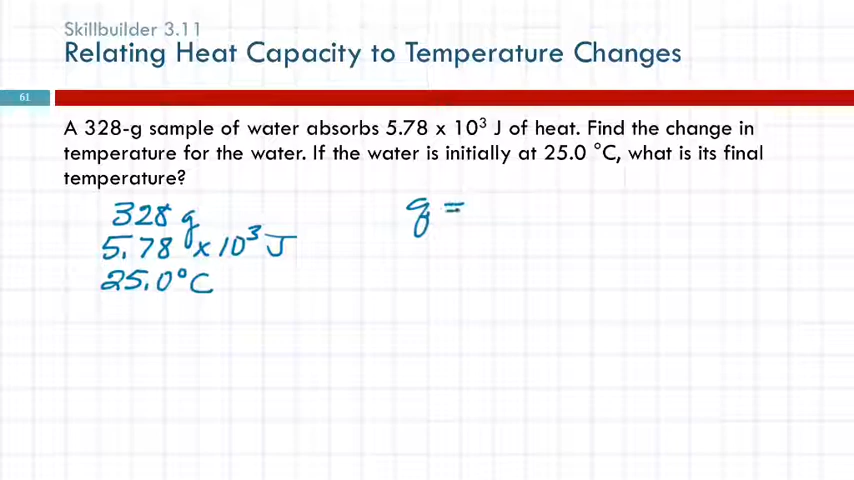 Skillbuilder 3.11
Relating Heat Capacity to Temperature Changes
61
A 328-g sample of water absorbs 5.78 x 10³ J of heat. Find the change in
temperature for the water. If the water is initially at 25.0 °C, what is its final
temperature?
328 g
q =
5.78 x 10³ J
25.0°C